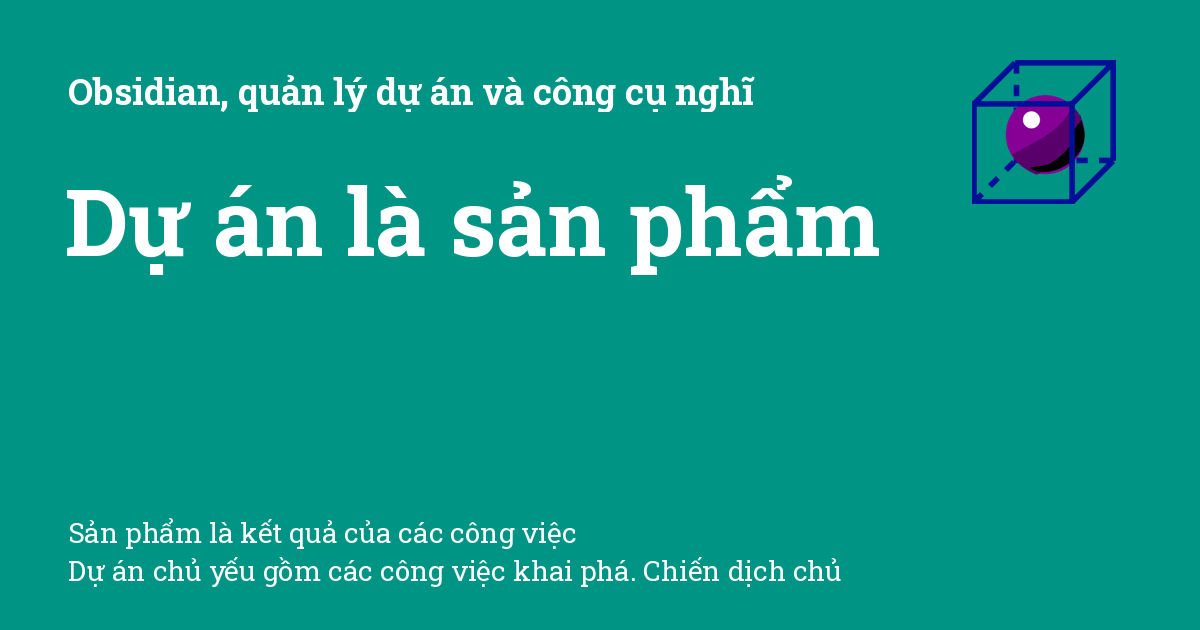 Obsidian, quản lý dự án và công cụ nghĩ
Dự án là sản phẩm
Sản phẩm là kết quả của các công việc
Dự án chủ yếu gồm các công việc khai phá. Chiến dịch chủ